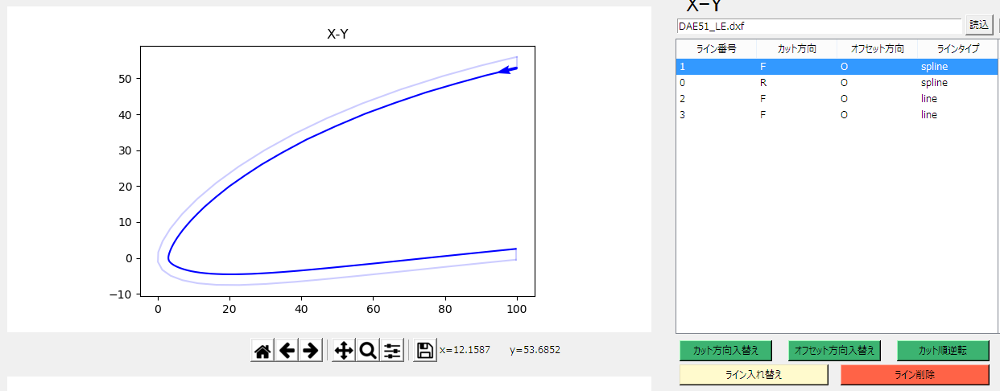 X-Y
50
40
30
20
10
0
−10
0 20 40 60 80 100
x=12.1587 y=53.6852
X-Y
DAE51_LE.dxf 読込
ライン番号 カット方向 オフセット方向 ラインタイプ
1 F O spline
0 R O spline
2 F O line
3 F O line
カット方向入替え オフセット方向入替え カット順逆転
ライン入れ替え ライン削除